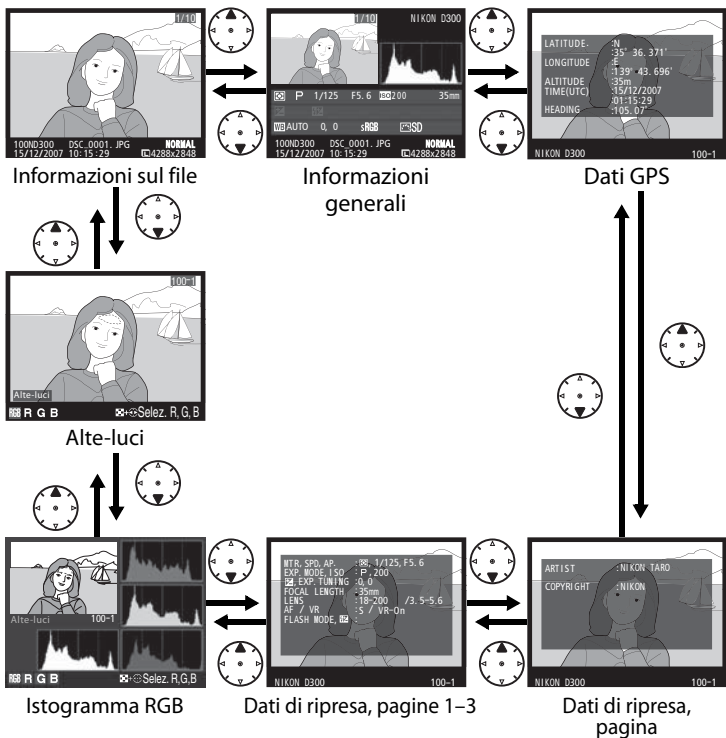 1/10
100ND300 DSC_0001. JPG NORMAL
15/12/2007 10: 15: 29 L 4288x2848
Informazioni sul file
1/10 NIKON D300
P 1/125 F5. 6 ISO 200 35mm
WB AUTO 0, 0 sRGB SD
100ND300 DSC_0001. JPG NORMAL
15/12/2007 10: 15: 29 L 4288x2848
Informazioni
generali
LATITUDE. :N
:35° 36. 371'
LONGITUDE :E
:139° 43. 696'
ALTITUDE :35m
TIME(UTC) :15/12/2007
:01:15:29
HEADING :105. 07°
NIKON D300 100-1
Dati GPS
100-1
Alte-luci
RGB R G B Selez. R, G, B
Alte-luci
Alte-luci 100-1
RGB R G B Selez. R,G,B
Istogramma RGB
MTR, SPD, AP. : , 1/125, F5. 6
EXP. MODE, ISO : P, 200
, EXP. TUNING : 0, 0
FOCAL LENGTH : 35mm
LENS : 18-200 /3. 5-5.6
AF / VR : S / VR-On
FLASH MODE, :
NIKON D300 100-1
Dati di ripresa, pagine 1–3
ARTIST :NIKON TARO
COPYRIGHT :NIKON
NIKON D300 100-1
Dati di ripresa,
pagina